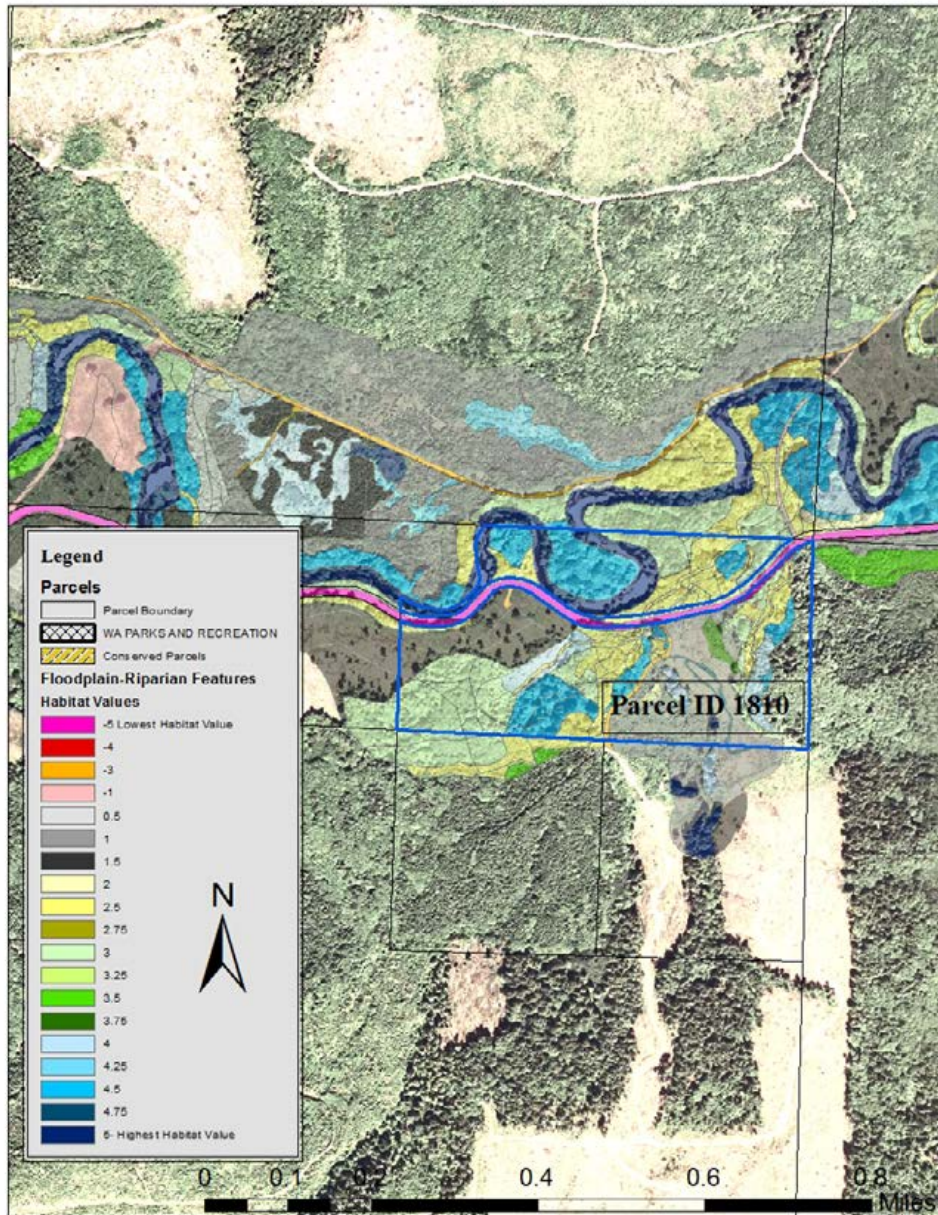 Parcel ID 1810
Legend
Parcels
Parcel Boundary
WA PARKS AND RECREATION
Conserved Parcels
Floodplain-Riparian Features
Habitat Values
-5 Lowest Habitat Value
-4
-3
-1
0.5
1
1.5
2
2.5
2.75
3
3.25
3.5
3.75
4
4.25
4.5
4.75
5- Highest Habitat Value
N
0 0.1 0.2 0.4 0.6 0.8
Miles